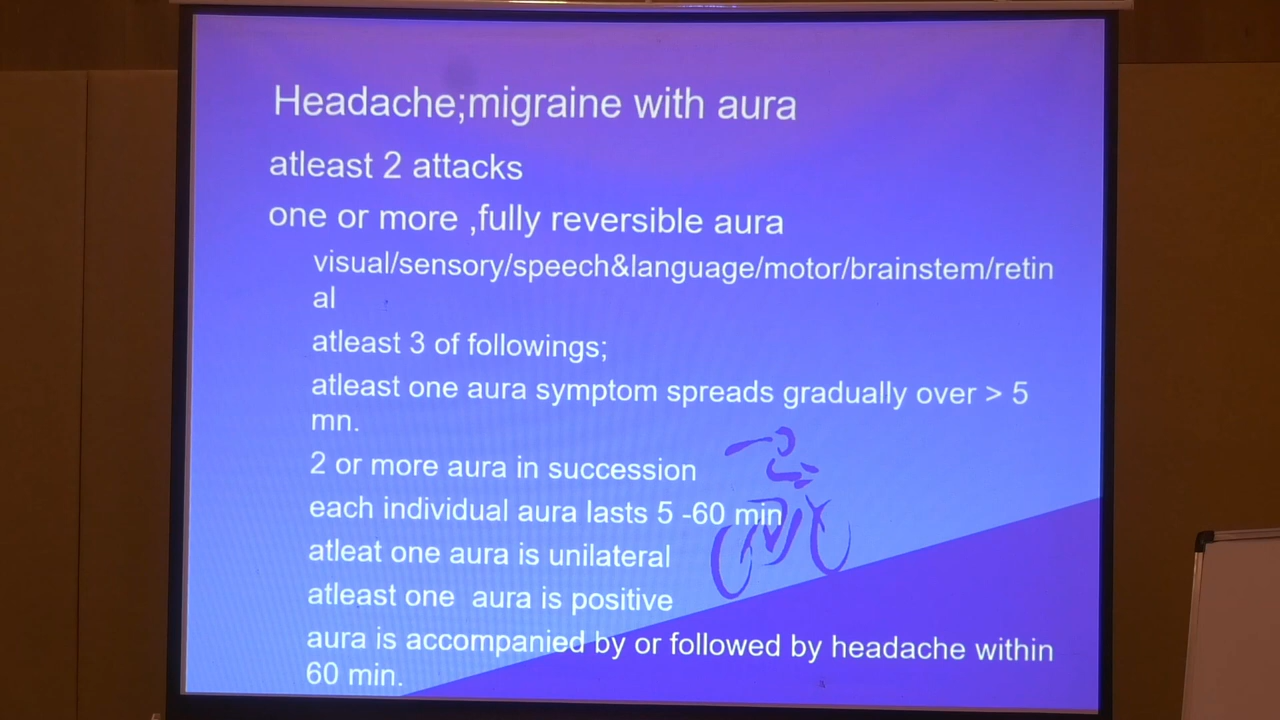 Headache;migraine with aura
atleast 2 attacks
one or more ,fully reversible aura
visual/sensory/speech&language/motor/brainstem/retin
al
atleast 3 of followings;
atleast one aura symptom spreads gradually over > 5
mn.
2 or more aura in succession
each individual aura lasts 5 -60 min
atleat one aura is unilateral
atleast one  aura is positive
aura is accompanied by or followed by headache within
60 min.